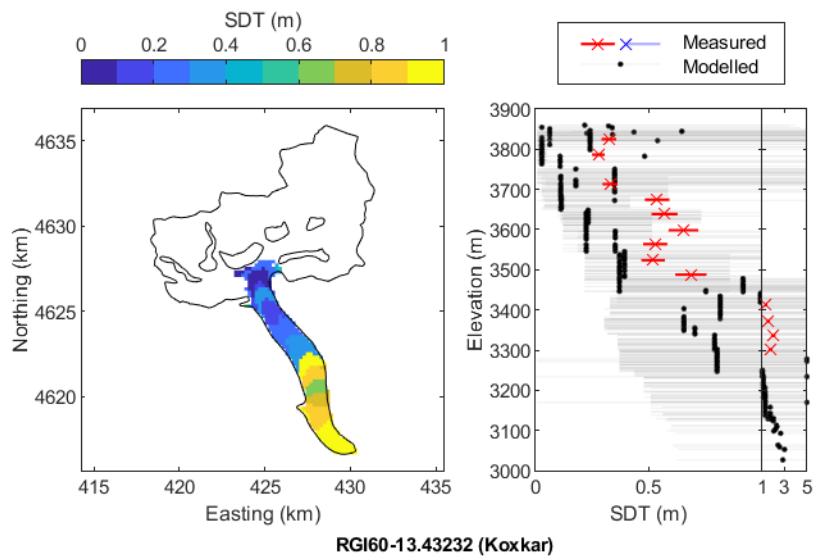 SDT (m)
0 0.2 0.4 0.6 0.8 1
Measured
Modelled
4635
4630
4625
4620
Northing (km)
415 420 425 430 435
Easting (km)
3900
3800
3700
3600
3500
3400
3300
3200
3100
3000
Elevation (m)
0 0.5 1 3 5
SDT (m)
RGI60-13.43232 (Koxkar)